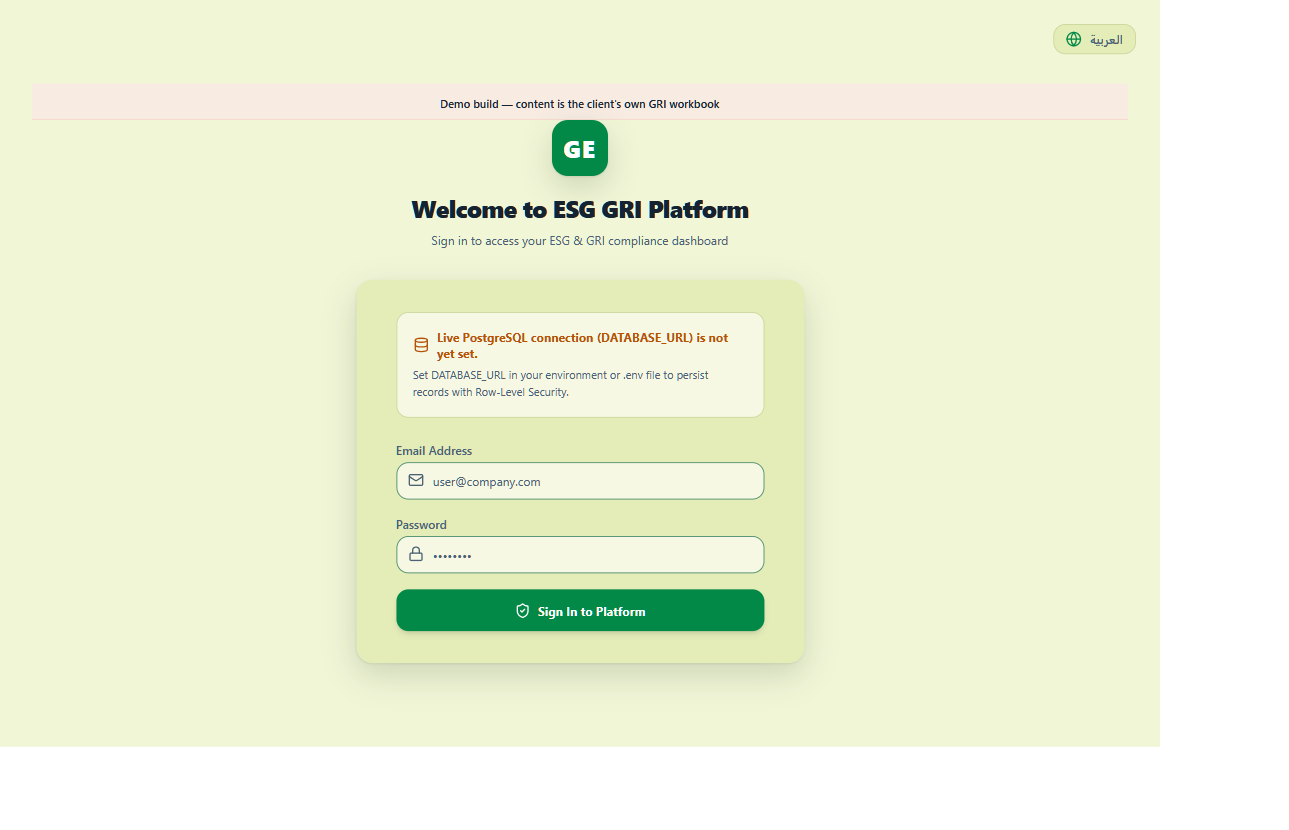 العربية
Demo build — content is the client's own GRI workbook
GE
Welcome to ESG GRI Platform
Sign in to access your ESG & GRI compliance dashboard
Live PostgreSQL connection (DATABASE_URL) is not
yet set.
Set DATABASE_URL in your environment or .env file to persist
records with Row-Level Security.
Email Address
user@company.com
Password
••••••••
Sign In to Platform